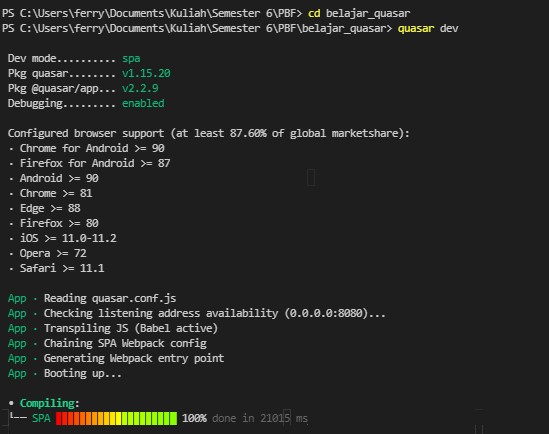 PS C:\Users\ferry\Documents\Kuliah\Semester 6\PBF> cd belajar_quasar
PS C:\Users\ferry\Documents\Kuliah\Semester 6\PBF\belajar_quasar> quasar dev
Dev mode.......... spa
Pkg quasar........ v1.15.20
Pkg @quasar/app... v2.2.9
Debugging......... enabled
Configured browser support (at least 87.60% of global marketshare):
· Chrome for Android >= 90
· Firefox for Android >= 87
· Android >= 90
· Chrome >= 81
· Edge >= 88
· Firefox >= 80
· iOS >= 11.0-11.2
· Opera >= 72
· Safari >= 11.1
App · Reading quasar.conf.js
App · Checking listening address availability (0.0.0.0:8080)...
App · Transpiling JS (Babel active)
App · Chaining SPA Webpack config
App · Generating Webpack entry point
App · Booting up...
• Compiling:
└── SPA 100% done in 21015 ms